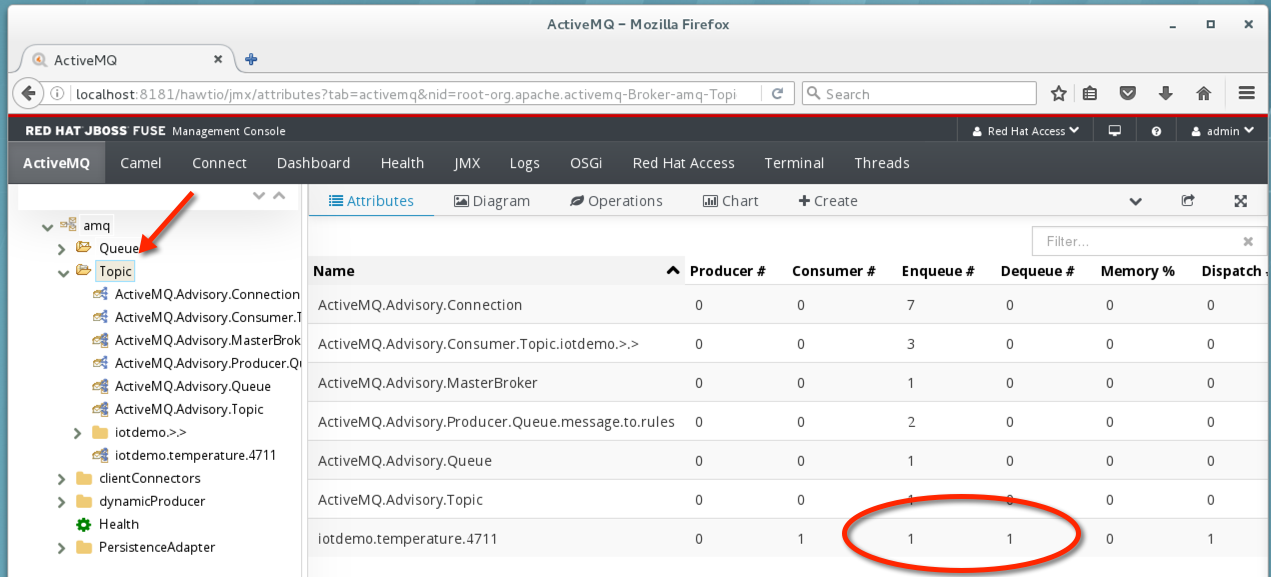 ActiveMQ – Mozilla Firefox
ActiveMQ
localhost:8181/hawtio/jmx/attributes?tab=activemq&nid=root-org.apache.activemq-Broker-amq-Topi
Search
RED HAT JBOSS FUSE Management Console
Red Hat Access
admin
ActiveMQ Camel Connect Dashboard Health JMX Logs OSGi Red Hat Access Terminal Threads
amq
Queue
Topic
ActiveMQ.Advisory.Connection
ActiveMQ.Advisory.Consumer.T
ActiveMQ.Advisory.MasterBrok
ActiveMQ.Advisory.Producer.Qu
ActiveMQ.Advisory.Queue
ActiveMQ.Advisory.Topic
iotdemo.>.>
iotdemo.temperature.4711
clientConnectors
dynamicProducer
Health
PersistenceAdapter
Attributes Diagram Operations Chart Create
Filter...
Name Producer # Consumer # Enqueue # Dequeue # Memory % Dispatch #
ActiveMQ.Advisory.Connection 0 0 7 0 0 0
ActiveMQ.Advisory.Consumer.Topic.iotdemo.>.> 0 0 3 0 0 0
ActiveMQ.Advisory.MasterBroker 0 0 1 0 0 0
ActiveMQ.Advisory.Producer.Queue.message.to.rules 0 0 2 0 0 0
ActiveMQ.Advisory.Queue 0 0 1 0 0 0
ActiveMQ.Advisory.Topic 0 0 1 0 0 0
iotdemo.temperature.4711 0 1 1 1 0 1